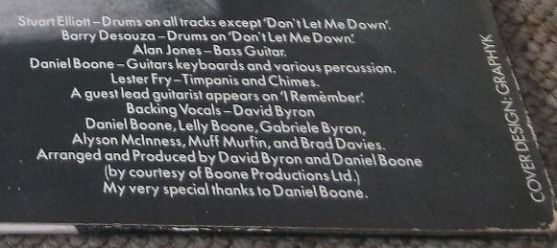 Stuart Elliott – Drums on all tracks except 'Don't Let Me Down'.
Barry Desouza – Drums on 'Don't Let Me Down'.
Alan Jones – Bass Guitar.
Daniel Boone – Guitars keyboards and various percussion.
Lester Fry – Timpanis and Chimes.
A guest lead guitarist appears on 'I Remember'.
Backing Vocals – David Byron
Daniel Boone, Lelly Boone, Gabriele Byron,
Alyson McInness, Muff Murfin, and Brad Davies.
Arranged and Produced by David Byron and Daniel Boone
(by courtesy of Boone Productions Ltd.)
My very special thanks to Daniel Boone.
COVER DESIGN: GRAPHYK